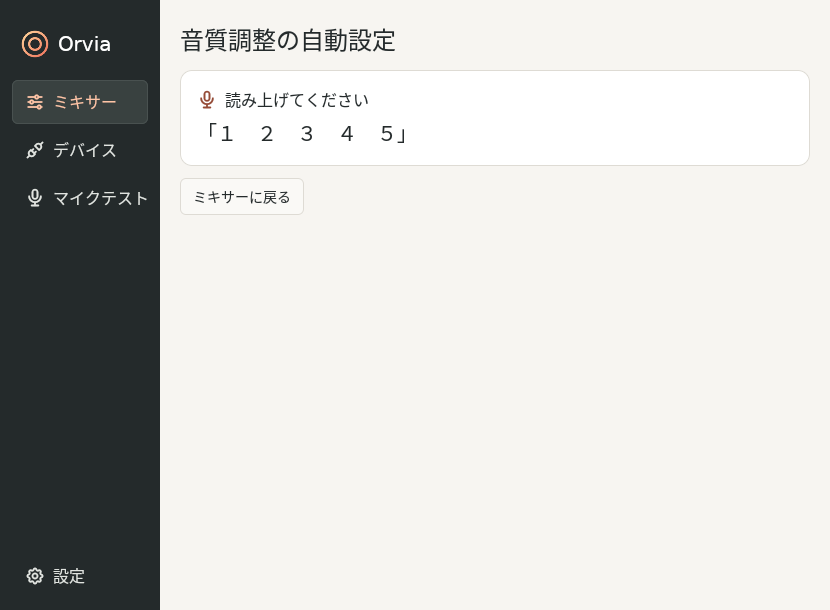 Orvia
ミキサー
デバイス
マイクテスト
設定
音質調整の自動設定
読み上げてください
「１　２　３　４　５」
ミキサーに戻る